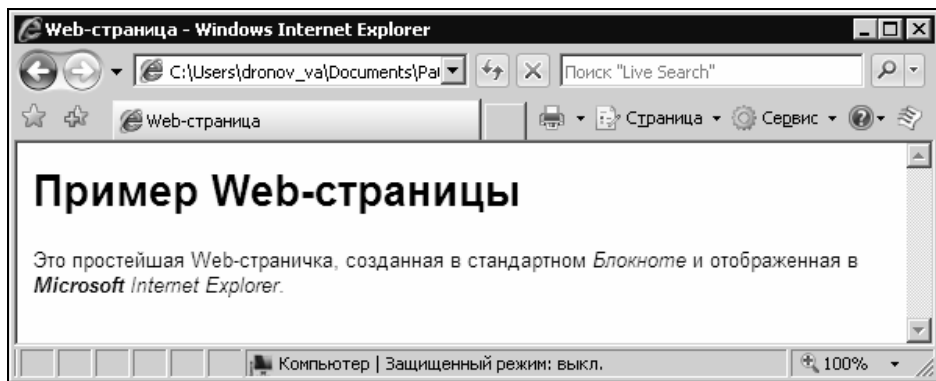 Web-страница - Windows Internet Explorer
C:\Users\dronov_va\Documents\Pa
Поиск "Live Search"
Web-страница
Страница
Сервис
Пример Web-страницы
Это простейшая Web-страничка, созданная в стандартном Блокноте и отображенная в
Microsoft Internet Explorer.
Компьютер | Защищенный режим: выкл.
100%